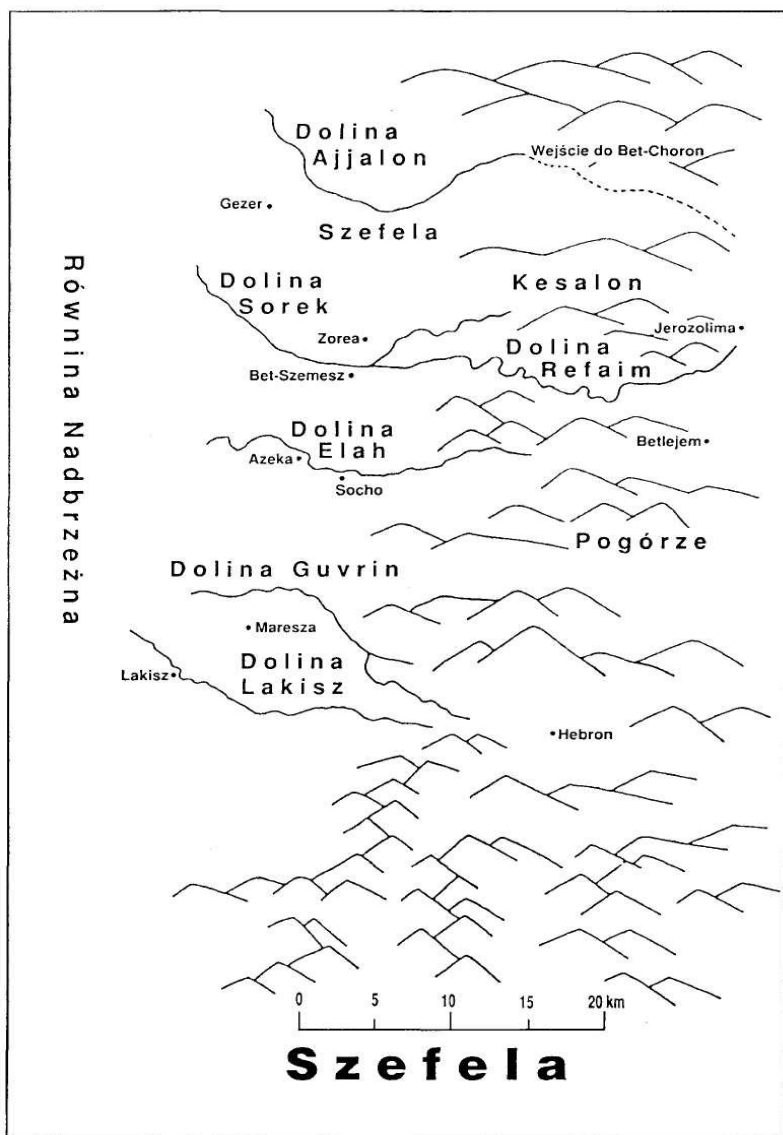 Dolina
Ajjalon
Wejście do Bet-Choron
Gezer
Szefela
Równina Nadbrzeżna
Dolina
Sorek
Kesalon
Zorea
Jerozolima
Dolina
Refaim
Bet-Szemesz
Dolina
Elah
Azeka
Betlejem
Socho
Pogórze
Dolina Guvrin
Maresza
Dolina
Lakisz
Lakisz
Hebron
0 5 10 15 20 km
Szefela